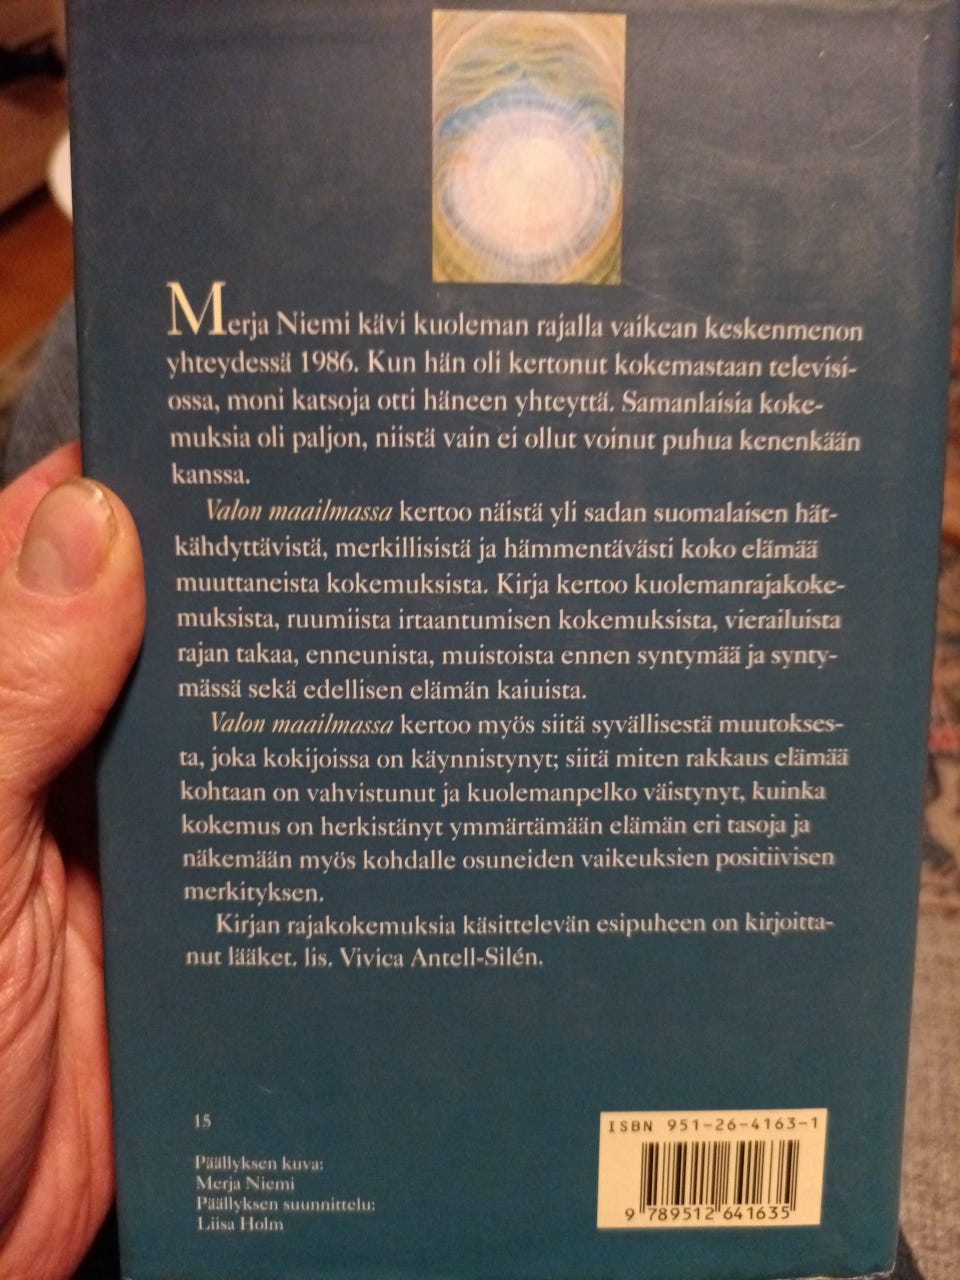 Merja Niemi kävi kuoleman rajalla vaikean keskenmenon
yhteydessä 1986. Kun hän oli kertonut kokemastaan televisi-
ossa, moni katsoja otti häneen yhteyttä. Samanlaisia koke-
muksia oli paljon, niistä vain ei ollut voinut puhua kenenkään
kanssa.
Valon maailmassa kertoo näistä yli sadan suomalaisen hät-
kähdyttävistä, merkillisistä ja hämmentävästi koko elämää
muuttaneista kokemuksista. Kirja kertoo kuolemanrajakoke-
muksista, ruumiista irtaantumisen kokemuksista, vierailuista
rajan takaa, enneunista, muistoista ennen syntymää ja synty-
mässä sekä edellisen elämän kaiuista.
Valon maailmassa kertoo myös siitä syvällisestä muutokses-
ta, joka kokijoissa on käynnistynyt; siitä miten rakkaus elämää
kohtaan on vahvistunut ja kuolemanpelko väistynyt, kuinka
kokemus on herkistänyt ymmärtämään elämän eri tasoja ja
näkemään myös kohdalle osuneiden vaikeuksien positiivisen
merkityksen.
Kirjan rajakokemuksia käsittelevän esipuheen on kirjoitta-
nut lääket. lis. Vivica Antell-Silén.
15
Päällyksen kuva:
Merja Niemi
Päällyksen suunnittelu:
Liisa Holm
ISBN 951-26-4163-1
9 789512 641635